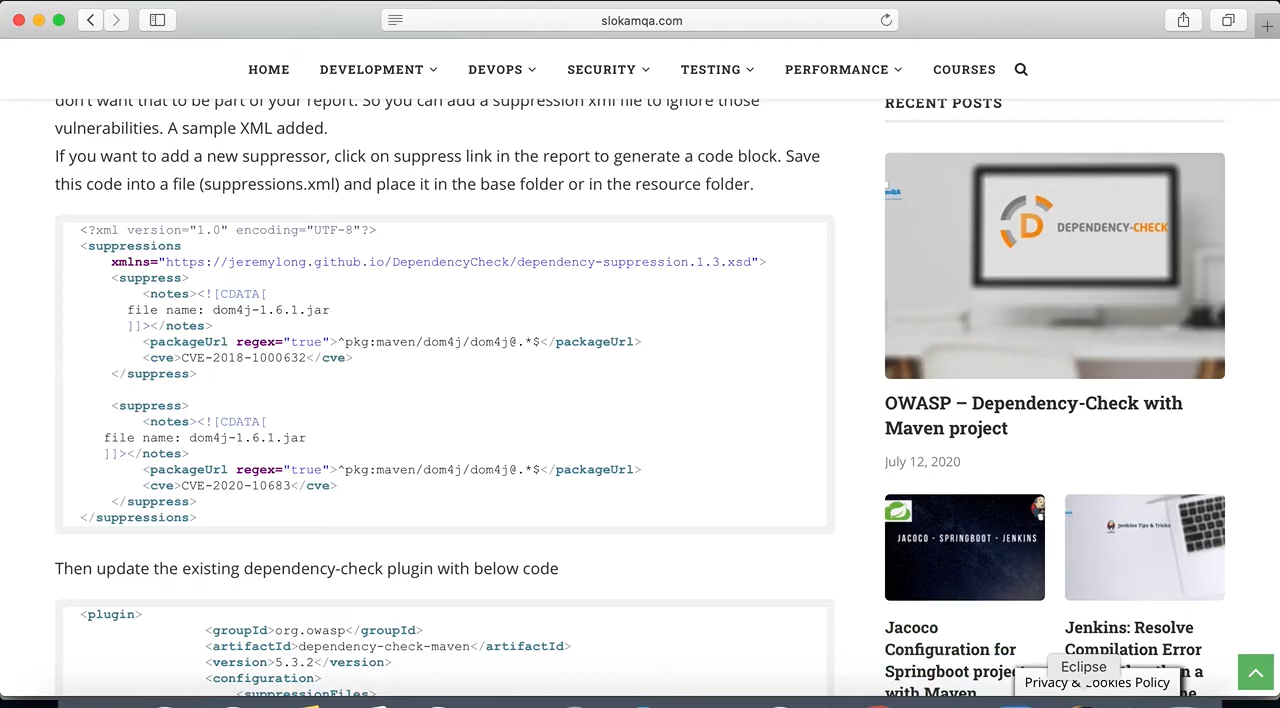 slokamqa.com
HOME DEVELOPMENT DEVOPS SECURITY TESTING PERFORMANCE COURSES
don't want that to be part of your report. So you can add a suppression xml file to ignore those
vulnerabilities. A sample XML added.
If you want to add a new suppressor, click on suppress link in the report to generate a code block. Save
this code into a file (suppressions.xml) and place it in the base folder or in the resource folder.
<?xml version="1.0" encoding="UTF-8"?>
<suppressions
xmlns="https://jeremylong.github.io/DependencyCheck/dependency-suppression.1.3.xsd">
<suppress>
<notes><![CDATA[
file name: dom4j-1.6.1.jar
]]></notes>
<packageUrl regex="true">^pkg:maven/dom4j/dom4j@.*$</packageUrl>
<cve>CVE-2018-1000632</cve>
</suppress>
<suppress>
<notes><![CDATA[
file name: dom4j-1.6.1.jar
]]></notes>
<packageUrl regex="true">^pkg:maven/dom4j/dom4j@.*$</packageUrl>
<cve>CVE-2020-10683</cve>
</suppress>
</suppressions>
Then update the existing dependency-check plugin with below code
<plugin>
<groupId>org.owasp</groupId>
<artifactId>dependency-check-maven</artifactId>
<version>5.3.2</version>
<configuration>
<suppressionFiles>
RECENT POSTS
DEPENDENCY-CHECK
OWASP – Dependency-Check with
Maven project
July 12, 2020
JACOCO - SPRINGBOOT - JENKINS
Jacoco
Configuration for
Springboot project
with Maven
Jenkins Tips & Tricks
Jenkins: Resolve
Compilation Error
Eclipse
Privacy & Cookies Policy